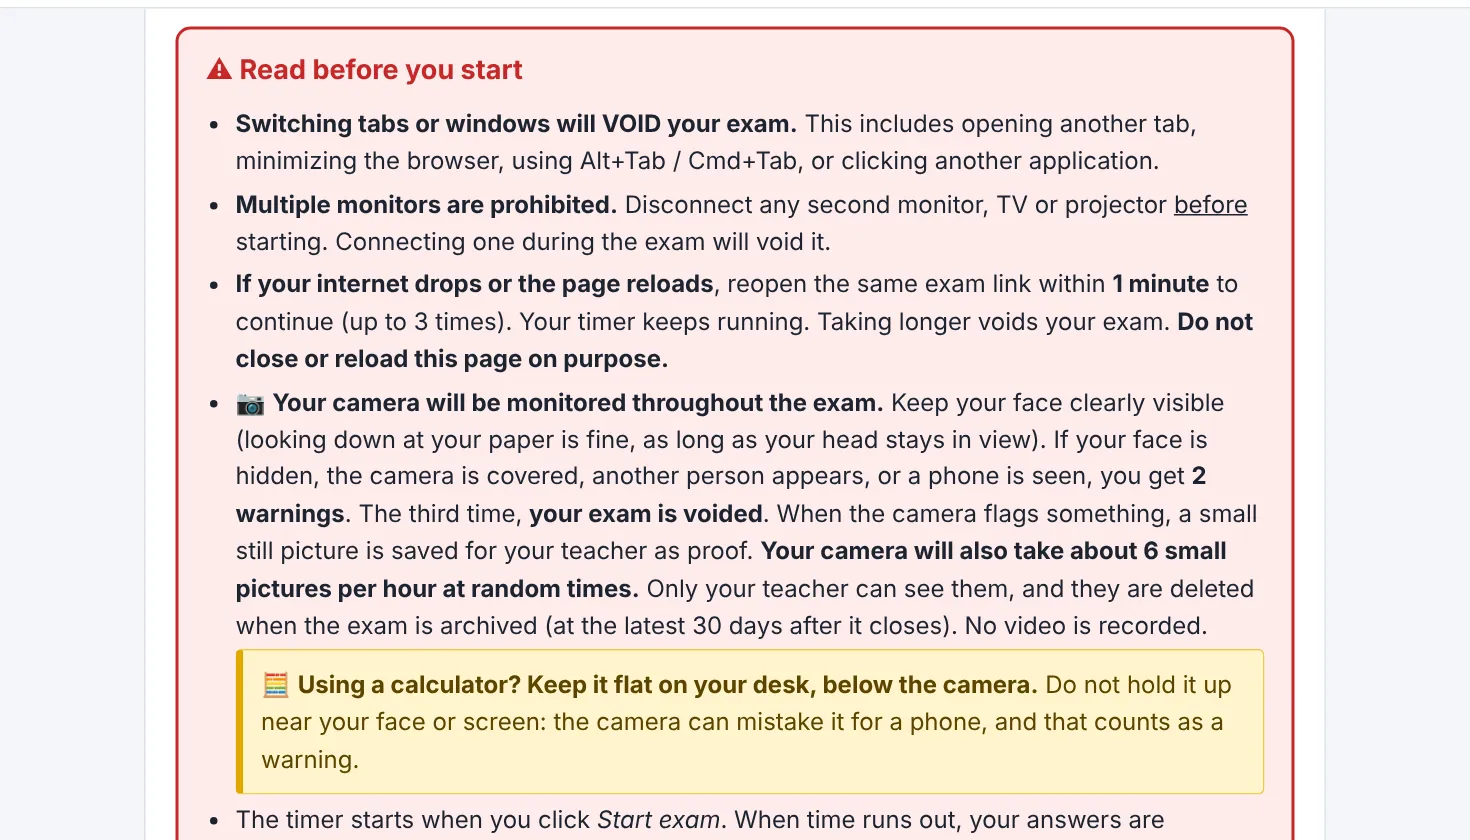 ⚠ Read before you start
• Switching tabs or windows will VOID your exam. This includes opening another tab,
minimizing the browser, using Alt+Tab / Cmd+Tab, or clicking another application.
• Multiple monitors are prohibited. Disconnect any second monitor, TV or projector before
starting. Connecting one during the exam will void it.
• If your internet drops or the page reloads, reopen the same exam link within 1 minute to
continue (up to 3 times). Your timer keeps running. Taking longer voids your exam. Do not
close or reload this page on purpose.
• 📷 Your camera will be monitored throughout the exam. Keep your face clearly visible
(looking down at your paper is fine, as long as your head stays in view). If your face is
hidden, the camera is covered, another person appears, or a phone is seen, you get 2
warnings. The third time, your exam is voided. When the camera flags something, a small
still picture is saved for your teacher as proof. Your camera will also take about 6 small
pictures per hour at random times. Only your teacher can see them, and they are deleted
when the exam is archived (at the latest 30 days after it closes). No video is recorded.
🧮 Using a calculator? Keep it flat on your desk, below the camera. Do not hold it up
near your face or screen: the camera can mistake it for a phone, and that counts as a
warning.
• The timer starts when you click Start exam. When time runs out, your answers are